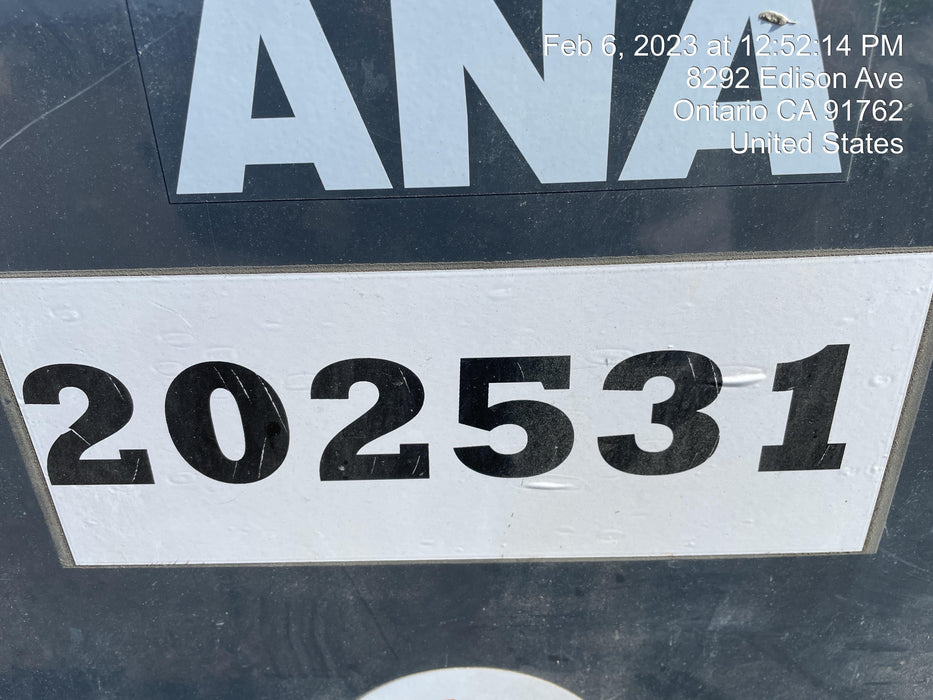 ANA
Feb 6, 2023 at 12:52:14 PM
8292 Edison Ave
Ontario CA 91762
United States
202531